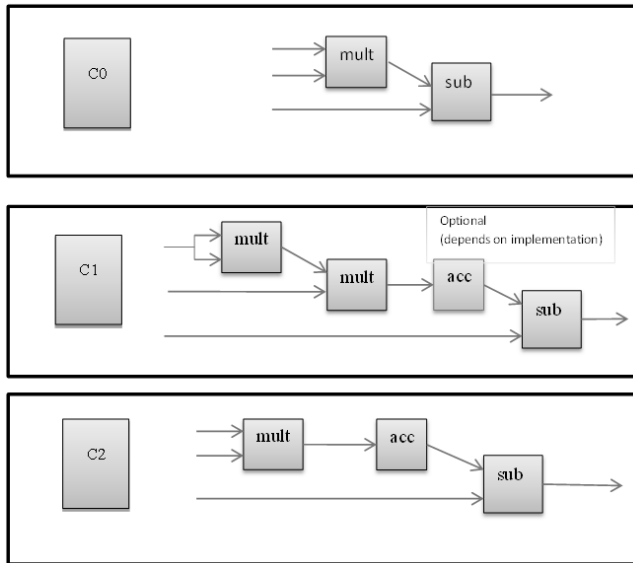 C0
mult
sub
Optional
(depends on implementation)
C1
mult
mult
acc
sub
C2
mult
acc
sub